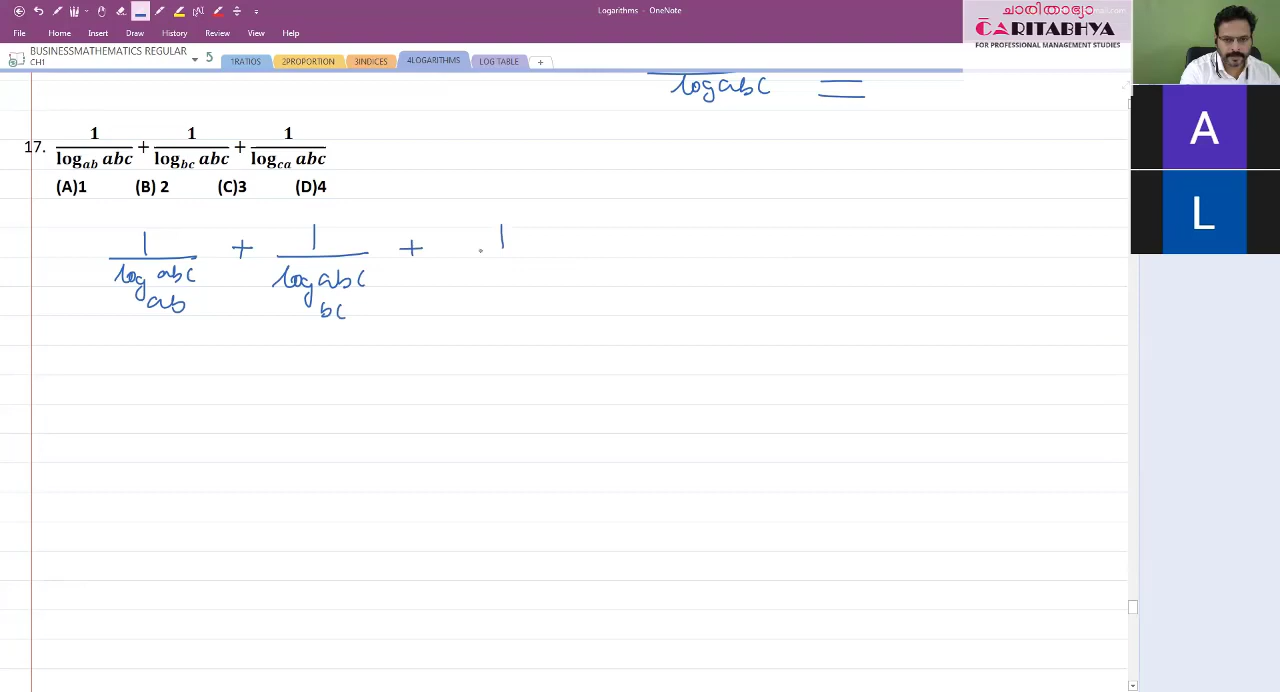 Logarithms - OneNote
File Home Insert Draw History Review View Help
ചാരിതാഭ്യാ
CARITABHYA
FOR PROFESSIONAL MANAGEMENT STUDIES
mail.com
BUSINESSMATHEMATICS REGULAR
CH1
1RATIOS 2PROPORTION 3INDICES 4LOGARITHMS LOG TABLE +
log abc
17. 1/(log_ab abc) + 1/(log_bc abc) + 1/(log_ca abc)
(A)1 (B) 2 (C)3 (D)4
1/(log_ab abc) + 1/(log_bc abc) + 1
A
L